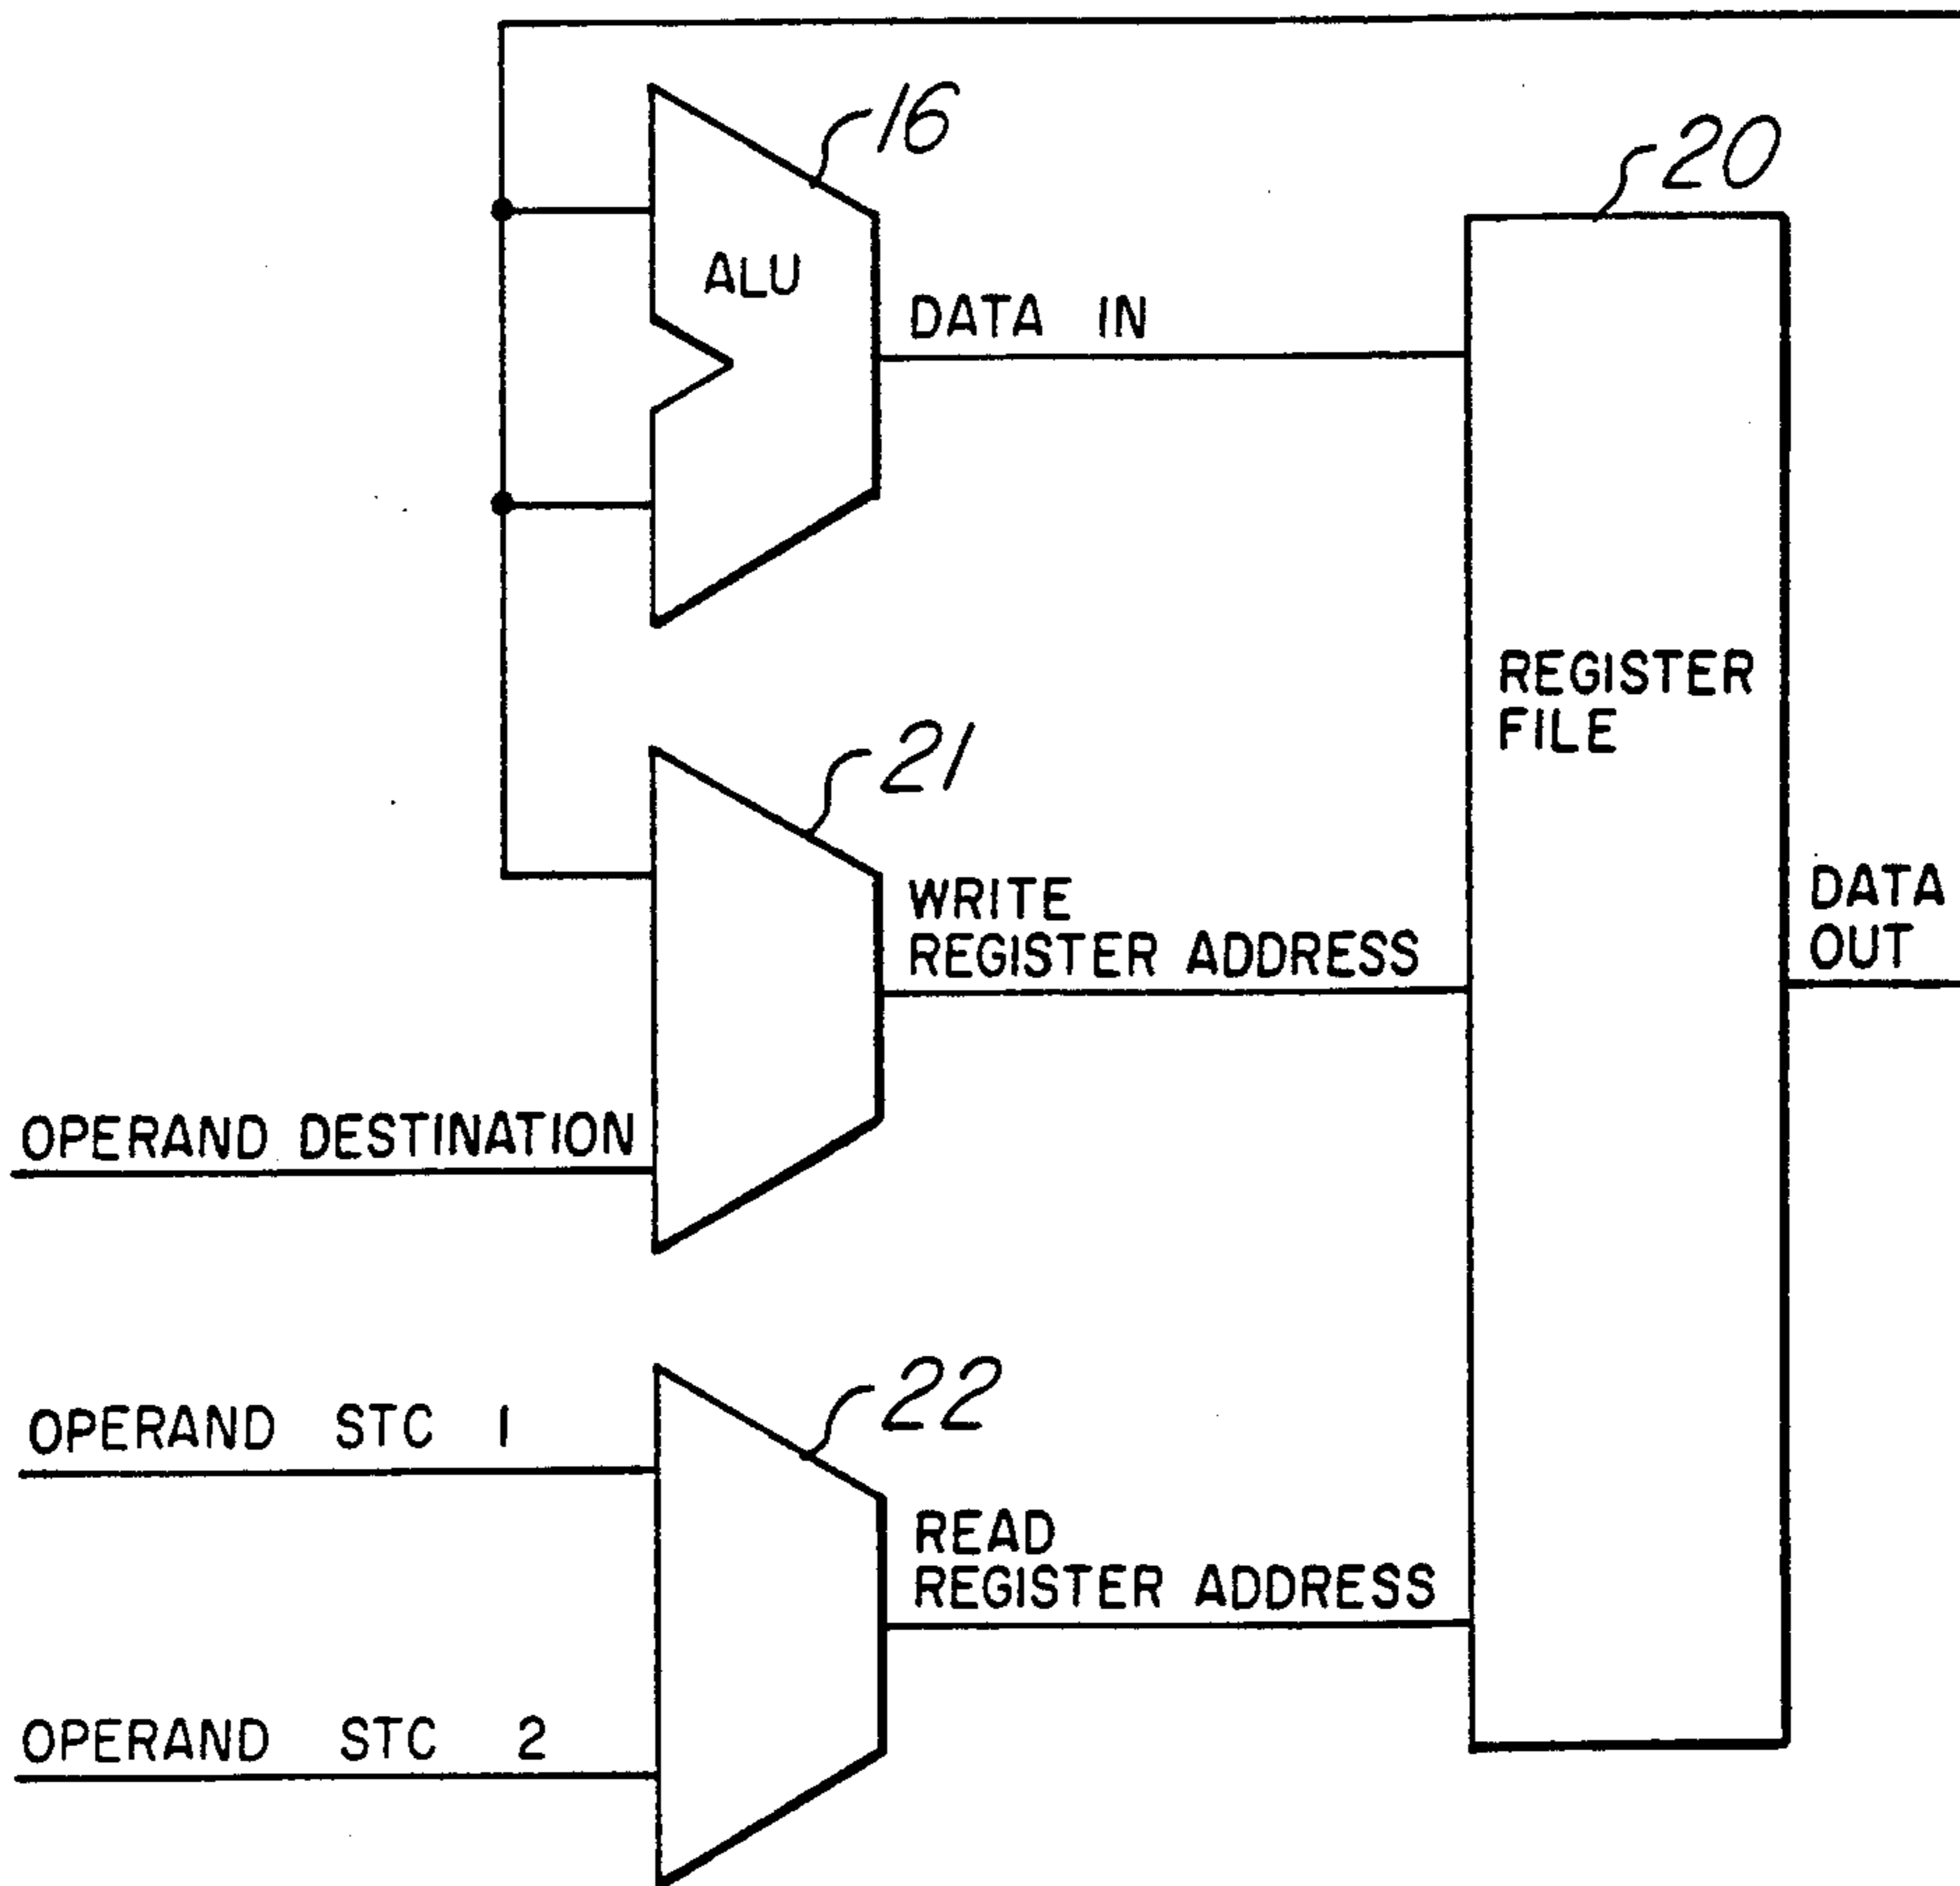 16
20
ALU
DATA IN
REGISTER
FILE
21
WRITE
REGISTER ADDRESS
DATA
OUT
OPERAND DESTINATION
22
OPERAND STC 1
READ
REGISTER ADDRESS
OPERAND STC 2